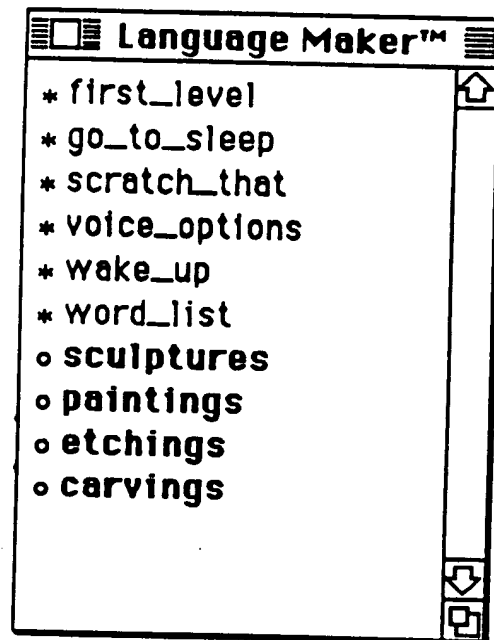 Language Maker™
* first_level
* go_to_sleep
* scratch_that
* voice_options
* wake_up
* word_list
o sculptures
o paintings
o etchings
o carvings